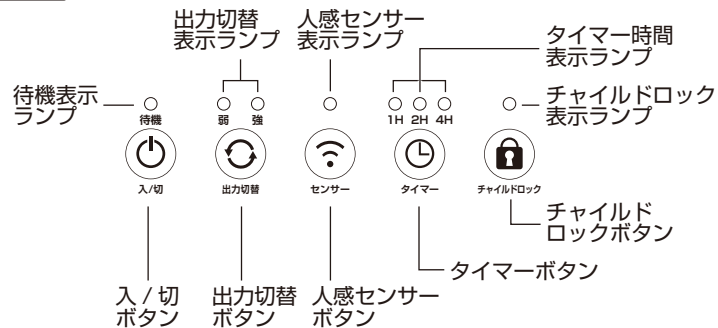 出力切替
表示ランプ
人感センサー
表示ランプ
タイマー時間
表示ランプ
待機表示
ランプ
チャイルドロック
表示ランプ
待機
弱 強
1H 2H 4H
入/切
出力切替
センサー
タイマー
チャイルドロック
チャイルド
ロックボタン
タイマーボタン
入/切
ボタン
出力切替
ボタン
人感センサー
ボタン